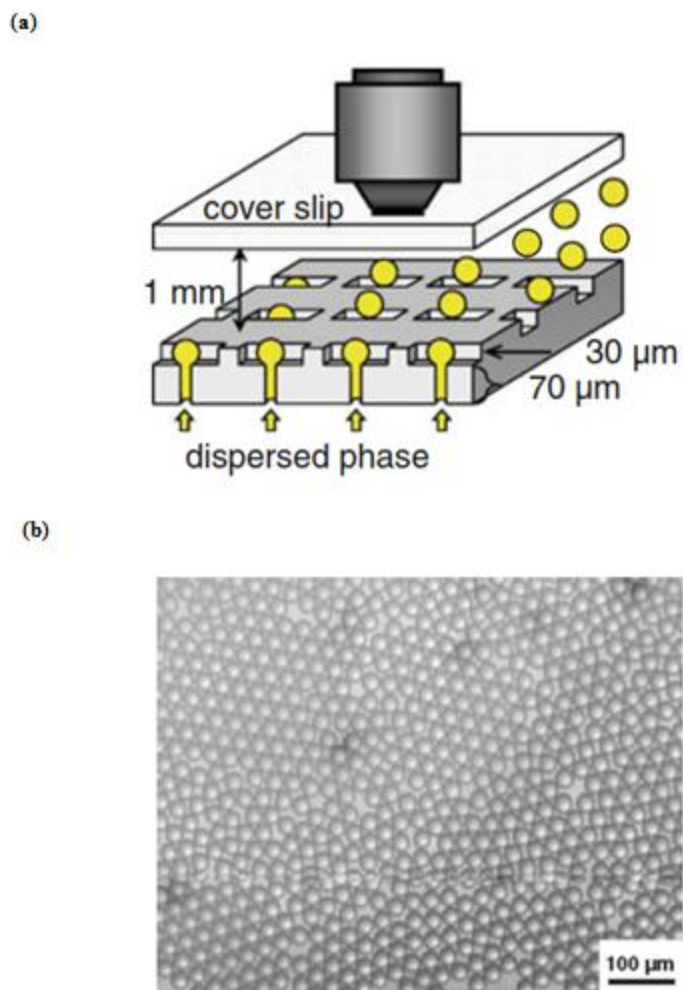 (a)
cover slip
1 mm
30 µm
70 µm
dispersed phase
(b)
100 µm